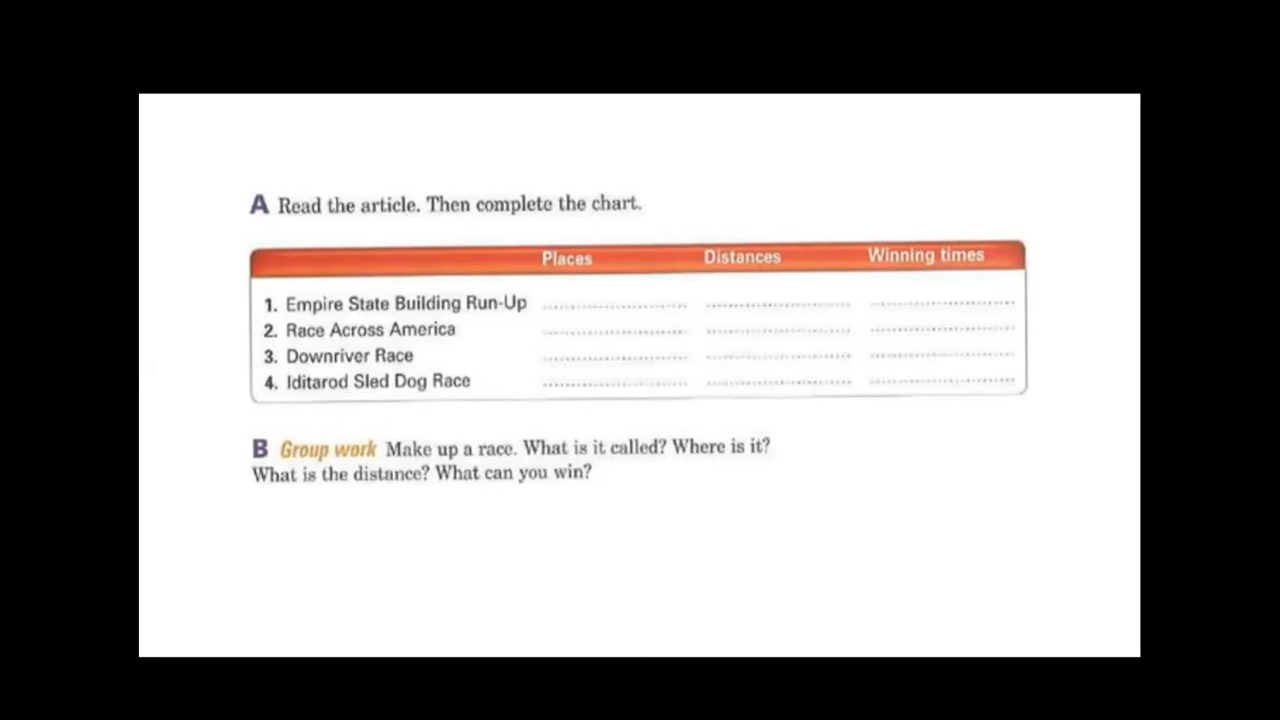 A Read the article. Then complete the chart.
Places Distances Winning times
1. Empire State Building Run-Up
2. Race Across America
3. Downriver Race
4. Iditarod Sled Dog Race
B Group work Make up a race. What is it called? Where is it?
What is the distance? What can you win?